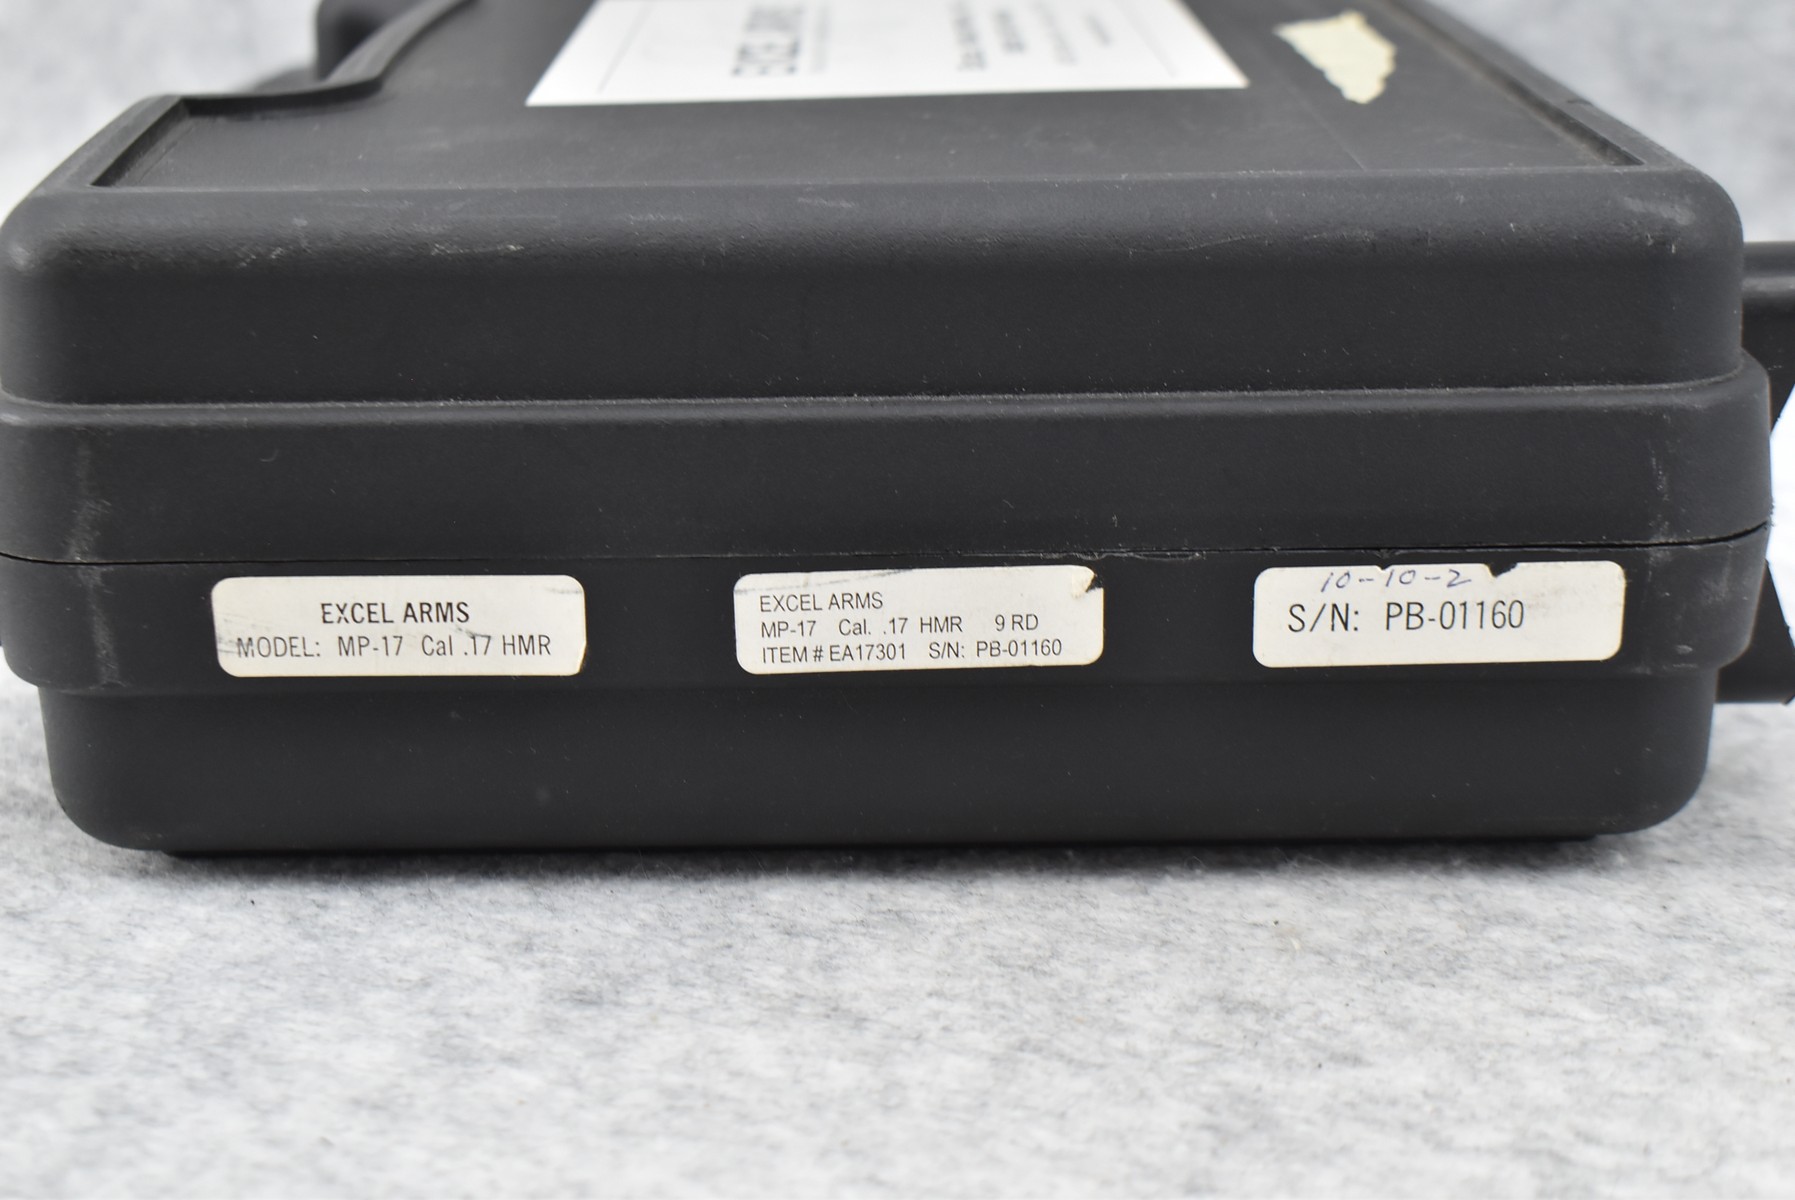 EXCEL ARMS
MODEL: MP-17 Cal .17 HMR
EXCEL ARMS
MP-17 Cal. .17 HMR 9 RD
ITEM # EA17301 S/N: PB-01160
10-10-2
S/N: PB-01160